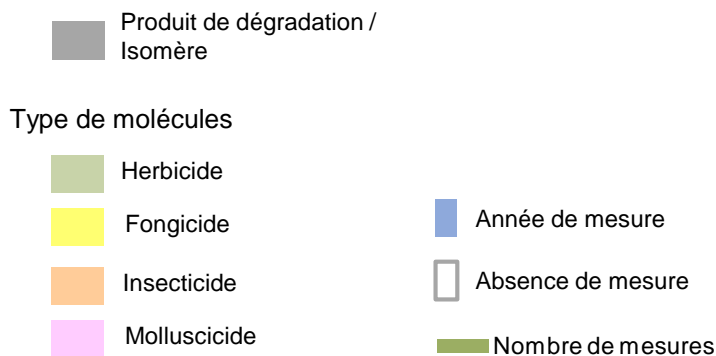 Produit de dégradation /
Isomère
Type de molécules
Herbicide
Fongicide
Insecticide
Molluscicide
Année de mesure
Absence de mesure
Nombre de mesures